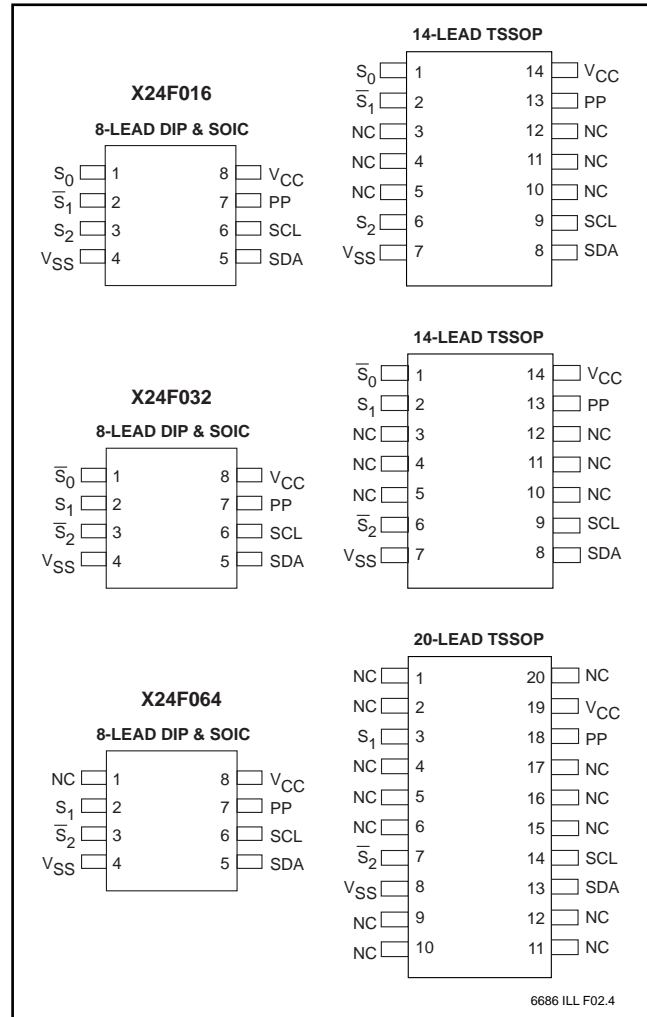 X24F016
8-LEAD DIP & SOIC
S0 1 8 VCC
S̅1 2 7 PP
S2 3 6 SCL
VSS 4 5 SDA
14-LEAD TSSOP
S0 1 14 VCC
S̅1 2 13 PP
NC 3 12 NC
NC 4 11 NC
NC 5 10 NC
S2 6 9 SCL
VSS 7 8 SDA
X24F032
8-LEAD DIP & SOIC
S̅0 1 8 VCC
S1 2 7 PP
S̅2 3 6 SCL
VSS 4 5 SDA
14-LEAD TSSOP
S̅0 1 14 VCC
S1 2 13 PP
NC 3 12 NC
NC 4 11 NC
NC 5 10 NC
S̅2 6 9 SCL
VSS 7 8 SDA
X24F064
8-LEAD DIP & SOIC
NC 1 8 VCC
S1 2 7 PP
S̅2 3 6 SCL
VSS 4 5 SDA
20-LEAD TSSOP
NC 1 20 NC
NC 2 19 VCC
S1 3 18 PP
NC 4 17 NC
NC 5 16 NC
NC 6 15 NC
S̅2 7 14 SCL
VSS 8 13 SDA
NC 9 12 NC
NC 10 11 NC
6686 ILL F02.4